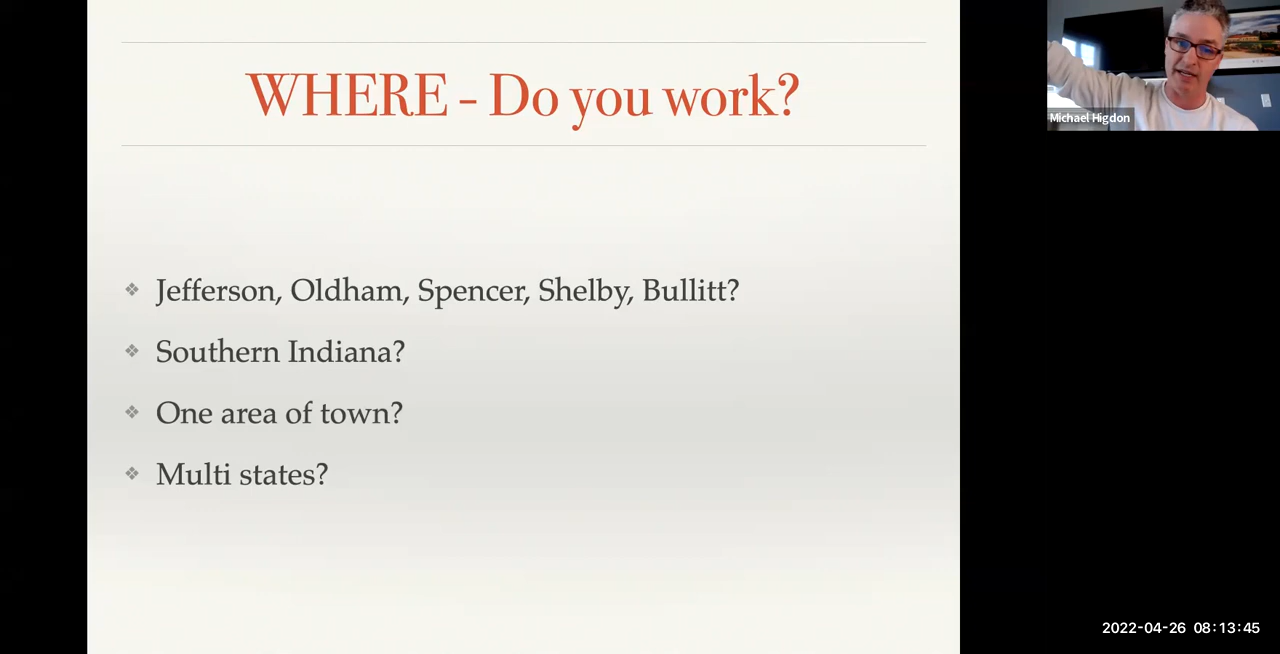 WHERE - Do you work?
Michael Higdon
Jefferson, Oldham, Spencer, Shelby, Bullitt?
Southern Indiana?
One area of town?
Multi states?
2022-04-26 08:13:45